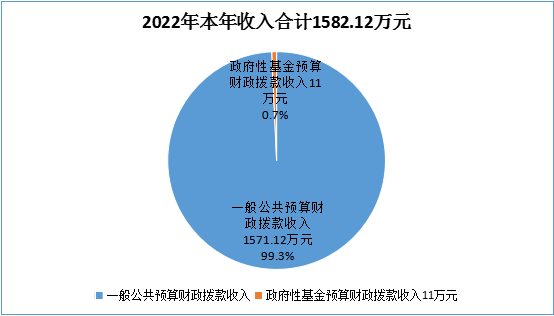 2022年本年收入合计1582.12万元
政府性基金预算
财政拨款收入11
万元
0.7%
一般公共预算财
政拨款收入
1571.12万元
99.3%
一般公共预算财政拨款收入 政府性基金预算财政拨款收入11万元